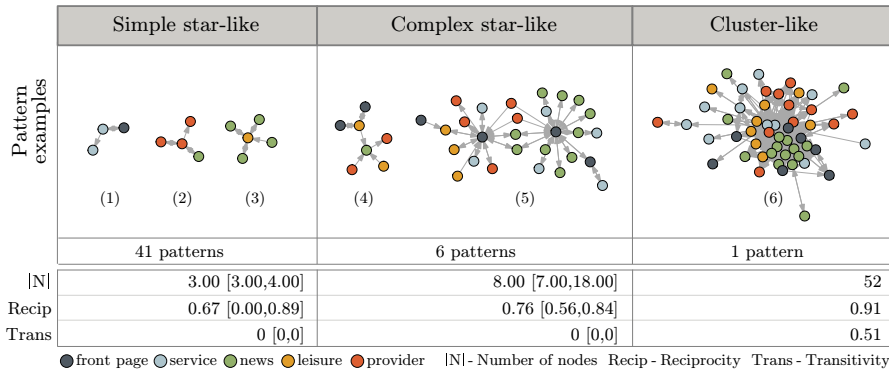 Simple star-like Complex star-like Cluster-like
Pattern
examples
(1) (2) (3) (4) (5) (6)
41 patterns 6 patterns 1 pattern
|N| 3.00 [3.00,4.00] 8.00 [7.00,18.00] 52
Recip 0.67 [0.00,0.89] 0.76 [0.56,0.84] 0.91
Trans 0 [0,0] 0 [0,0] 0.51
front page service news leisure provider |N| - Number of nodes Recip - Reciprocity Trans - Transitivity